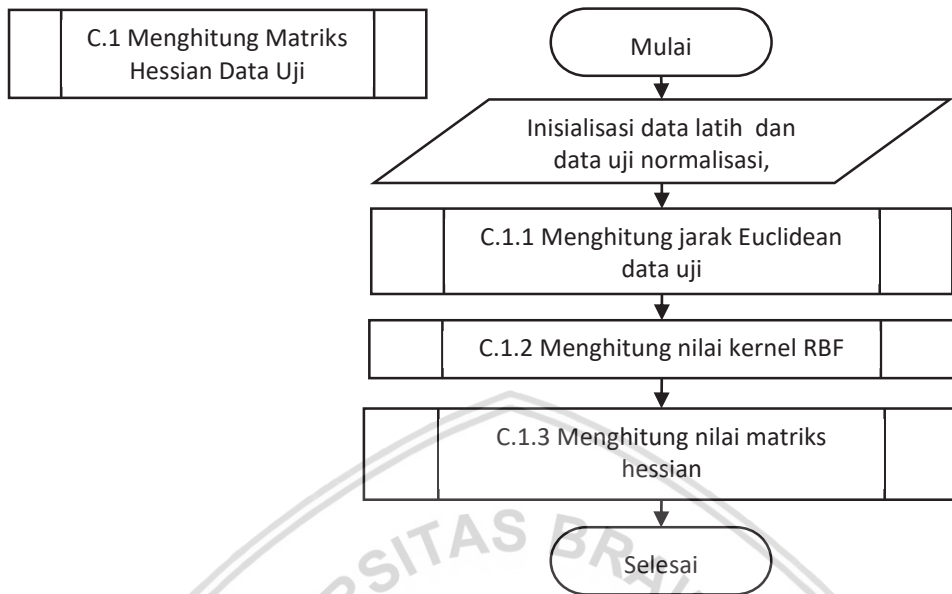 C.1 Menghitung Matriks
Hessian Data Uji
Mulai
Inisialisasi data latih dan
data uji normalisasi,
C.1.1 Menghitung jarak Euclidean
data uji
C.1.2 Menghitung nilai kernel RBF
C.1.3 Menghitung nilai matriks
hessian
Selesai